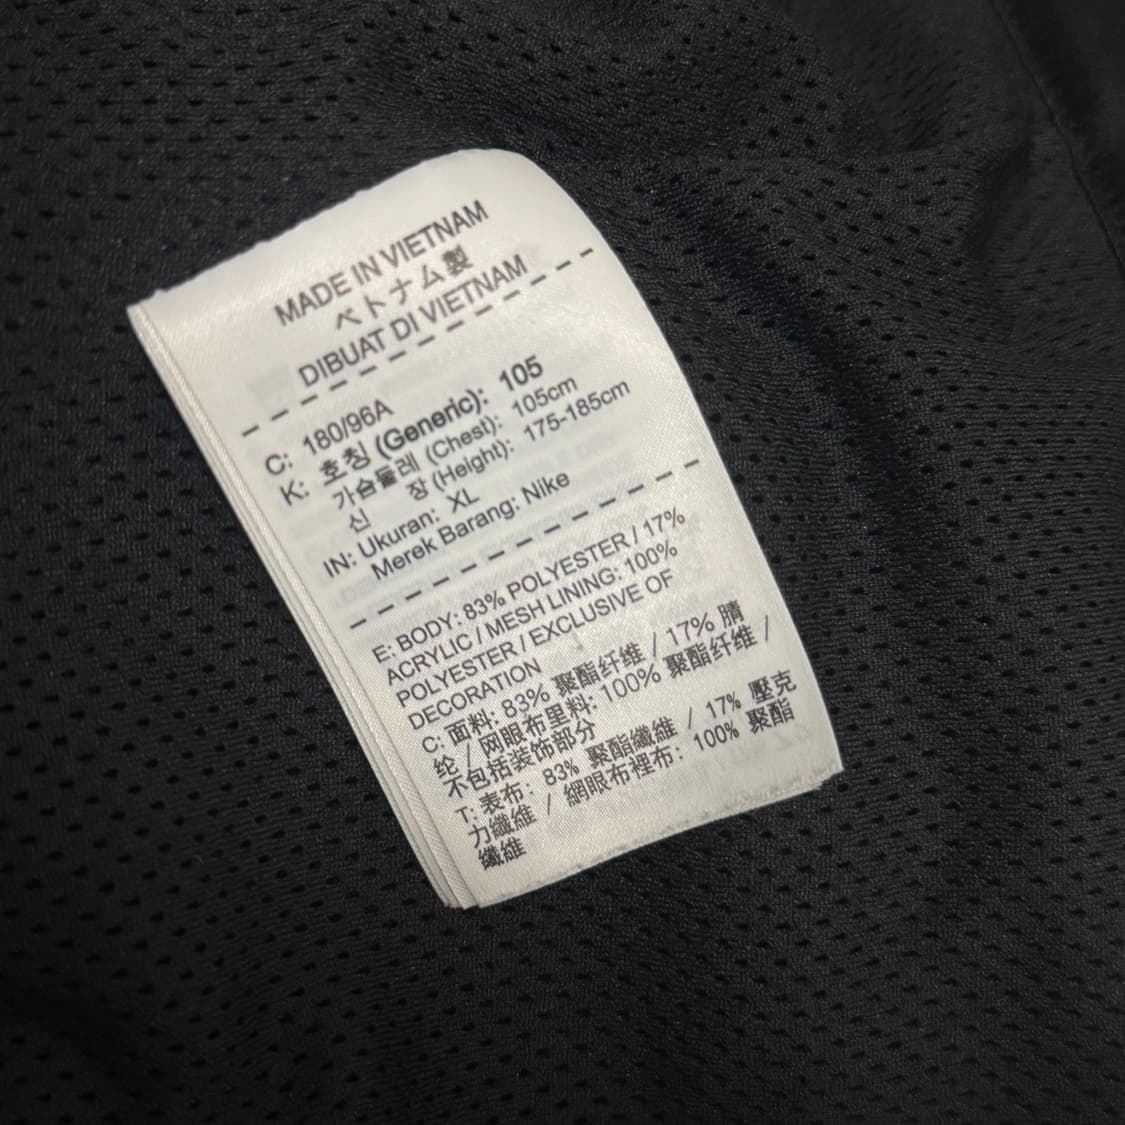 MADE IN VIETNAM
ベトナム製
DIBUAT DI VIETNAM
C: 180/96A
K: 호칭 (Generic): 105
가슴둘레 (Chest): 105cm
신 장 (Height): 175-185cm
IN: Ukuran: XL
Merek Barang: Nike
E: BODY: 83% POLYESTER / 17%
ACRYLIC / MESH LINING: 100%
POLYESTER / EXCLUSIVE OF
DECORATION
C: 面料: 83% 聚酯纤维 / 17% 腈
纶 / 网眼布里料: 100% 聚酯纤维 /
不包括装饰部分
T: 表布: 83% 聚酯纖維 / 17% 壓克
力纖維 / 網眼布裡布: 100% 聚酯
纖維